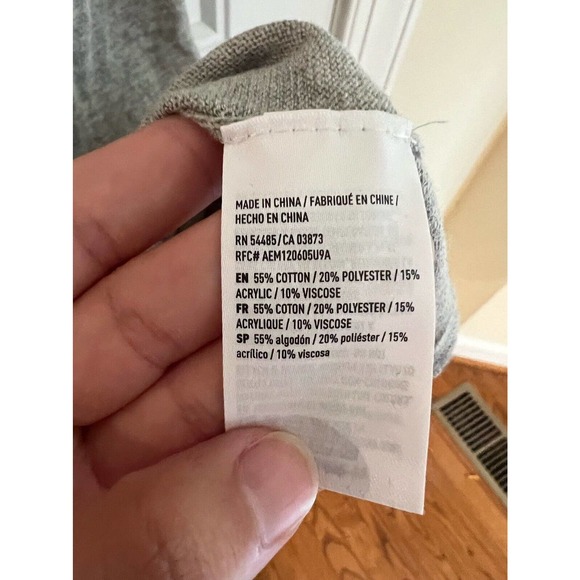 MADE IN CHINA / FABRIQUÉ EN CHINE /
HECHO EN CHINA
RN 54485/CA 03873
RFC# AEM120605U9A
EN 55% COTTON / 20% POLYESTER / 15%
ACRYLIC / 10% VISCOSE
FR 55% COTON / 20% POLYESTER / 15%
ACRYLIQUE / 10% VISCOSE
SP 55% algodón / 20% poliéster / 15%
acrílico / 10% viscosa